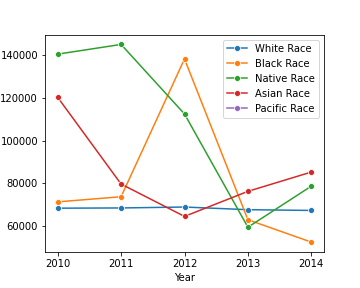 140000
120000
100000
80000
60000
2010 2011 2012 2013 2014
Year
White Race
Black Race
Native Race
Asian Race
Pacific Race